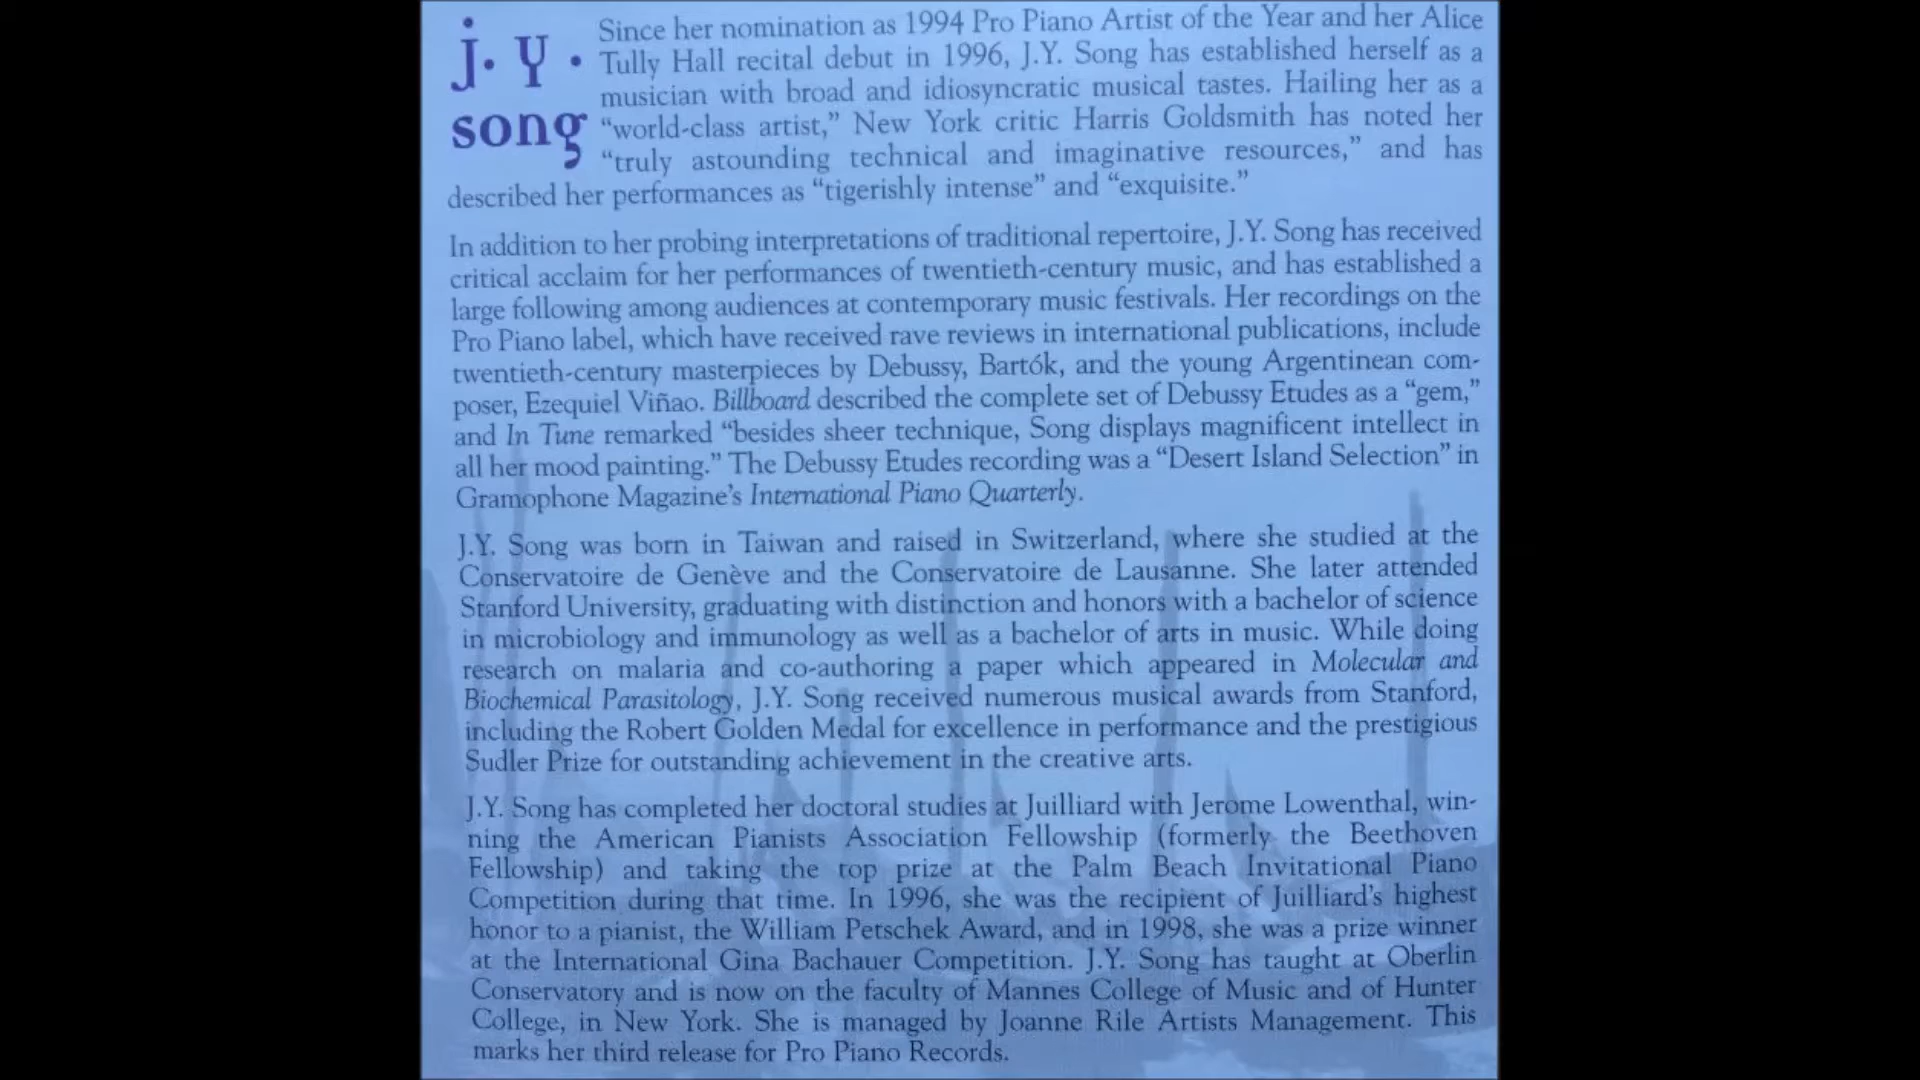 j. y. song
Since her nomination as 1994 Pro Piano Artist of the Year and her Alice
Tully Hall recital debut in 1996, J.Y. Song has established herself as a
musician with broad and idiosyncratic musical tastes. Hailing her as a
“world-class artist,” New York critic Harris Goldsmith has noted her
“truly astounding technical and imaginative resources,” and has
described her performances as “tigerishly intense” and “exquisite.”
In addition to her probing interpretations of traditional repertoire, J.Y. Song has received
critical acclaim for her performances of twentieth-century music, and has established a
large following among audiences at contemporary music festivals. Her recordings on the
Pro Piano label, which have received rave reviews in international publications, include
twentieth-century masterpieces by Debussy, Bartók, and the young Argentinean com-
poser, Ezequiel Viñao. Billboard described the complete set of Debussy Etudes as a “gem,”
and In Tune remarked “besides sheer technique, Song displays magnificent intellect in
all her mood painting.” The Debussy Etudes recording was a “Desert Island Selection” in
Gramophone Magazine’s International Piano Quarterly.
J.Y. Song was born in Taiwan and raised in Switzerland, where she studied at the
Conservatoire de Genève and the Conservatoire de Lausanne. She later attended
Stanford University, graduating with distinction and honors with a bachelor of science
in microbiology and immunology as well as a bachelor of arts in music. While doing
research on malaria and co-authoring a paper which appeared in Molecular and
Biochemical Parasitology, J.Y. Song received numerous musical awards from Stanford,
including the Robert Golden Medal for excellence in performance and the prestigious
Sudler Prize for outstanding achievement in the creative arts.
J.Y. Song has completed her doctoral studies at Juilliard with Jerome Lowenthal, win-
ning the American Pianists Association Fellowship (formerly the Beethoven
Fellowship) and taking the top prize at the Palm Beach Invitational Piano
Competition during that time. In 1996, she was the recipient of Juilliard’s highest
honor to a pianist, the William Petschek Award, and in 1998, she was a prize winner
at the International Gina Bachauer Competition. J.Y. Song has taught at Oberlin
Conservatory and is now on the faculty of Mannes College of Music and of Hunter
College, in New York. She is managed by Joanne Rile Artists Management. This
marks her third release for Pro Piano Records.